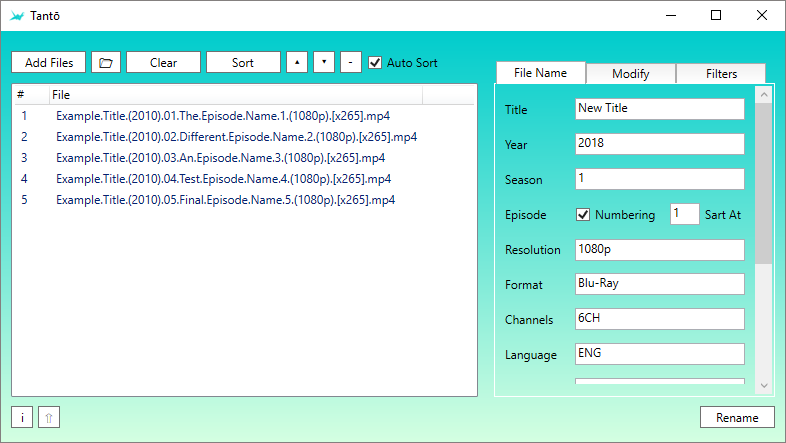 Tantō
Add Files Clear Sort ▲ ▼ - Auto Sort
File Name Modify Filters
# File
1 Example.Title.(2010).01.The.Episode.Name.1.(1080p).[x265].mp4
2 Example.Title.(2010).02.Different.Episode.Name.2.(1080p).[x265].mp4
3 Example.Title.(2010).03.An.Episode.Name.3.(1080p).[x265].mp4
4 Example.Title.(2010).04.Test.Episode.Name.4.(1080p).[x265].mp4
5 Example.Title.(2010).05.Final.Episode.Name.5.(1080p).[x265].mp4
Title New Title
Year 2018
Season 1
Episode Numbering 1 Sart At
Resolution 1080p
Format Blu-Ray
Channels 6CH
Language ENG
i ⇧ Rename